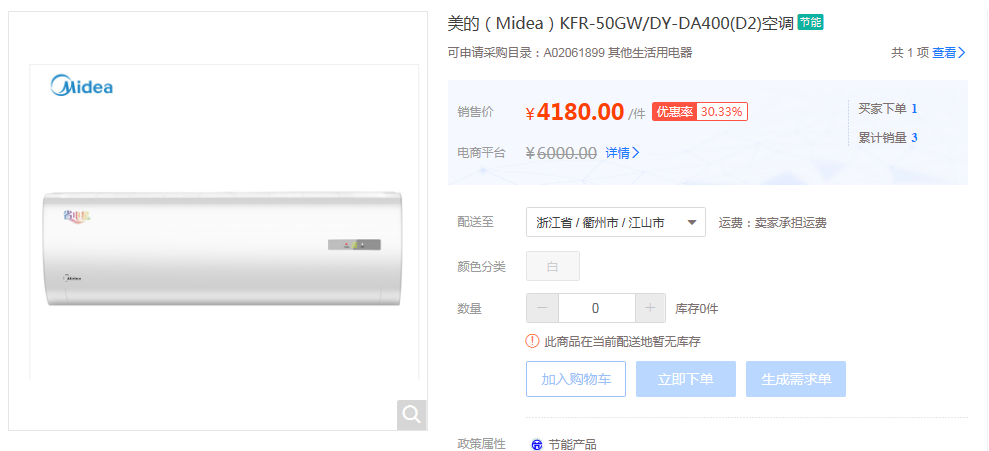 美的（Midea）KFR-50GW/DY-DA400(D2)空调 节能
可申请采购目录：A02061899 其他生活用电器 共 1 项 查看
Midea
销售价 ¥4180.00 /件 优惠率 30.33% 买家下单 1
累计销量 3
电商平台 ¥6000.00 详情
省电星
Midea
配送至 浙江省 / 衢州市 / 江山市 运费：卖家承担运费
颜色分类 白
数量 － 0 ＋ 库存0件
此商品在当前配送地暂无库存
加入购物车 立即下单 生成需求单
政策属性 节 节能产品